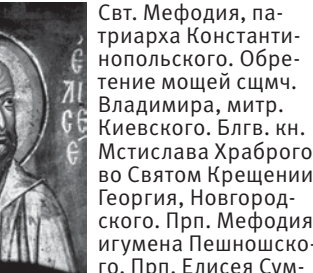 Свт. Мефодия, па-
триарха Константи-
нопольского. Обре-
тение мощей сщмч.
Владимира, митр.
Киевского. Блгв. кн.
Мстислава Храброго,
во Святом Крещении
Георгия, Новгород-
ского. Прп. Мефодия,
игумена Пешношско-
го. Прп. Елисея Сум-